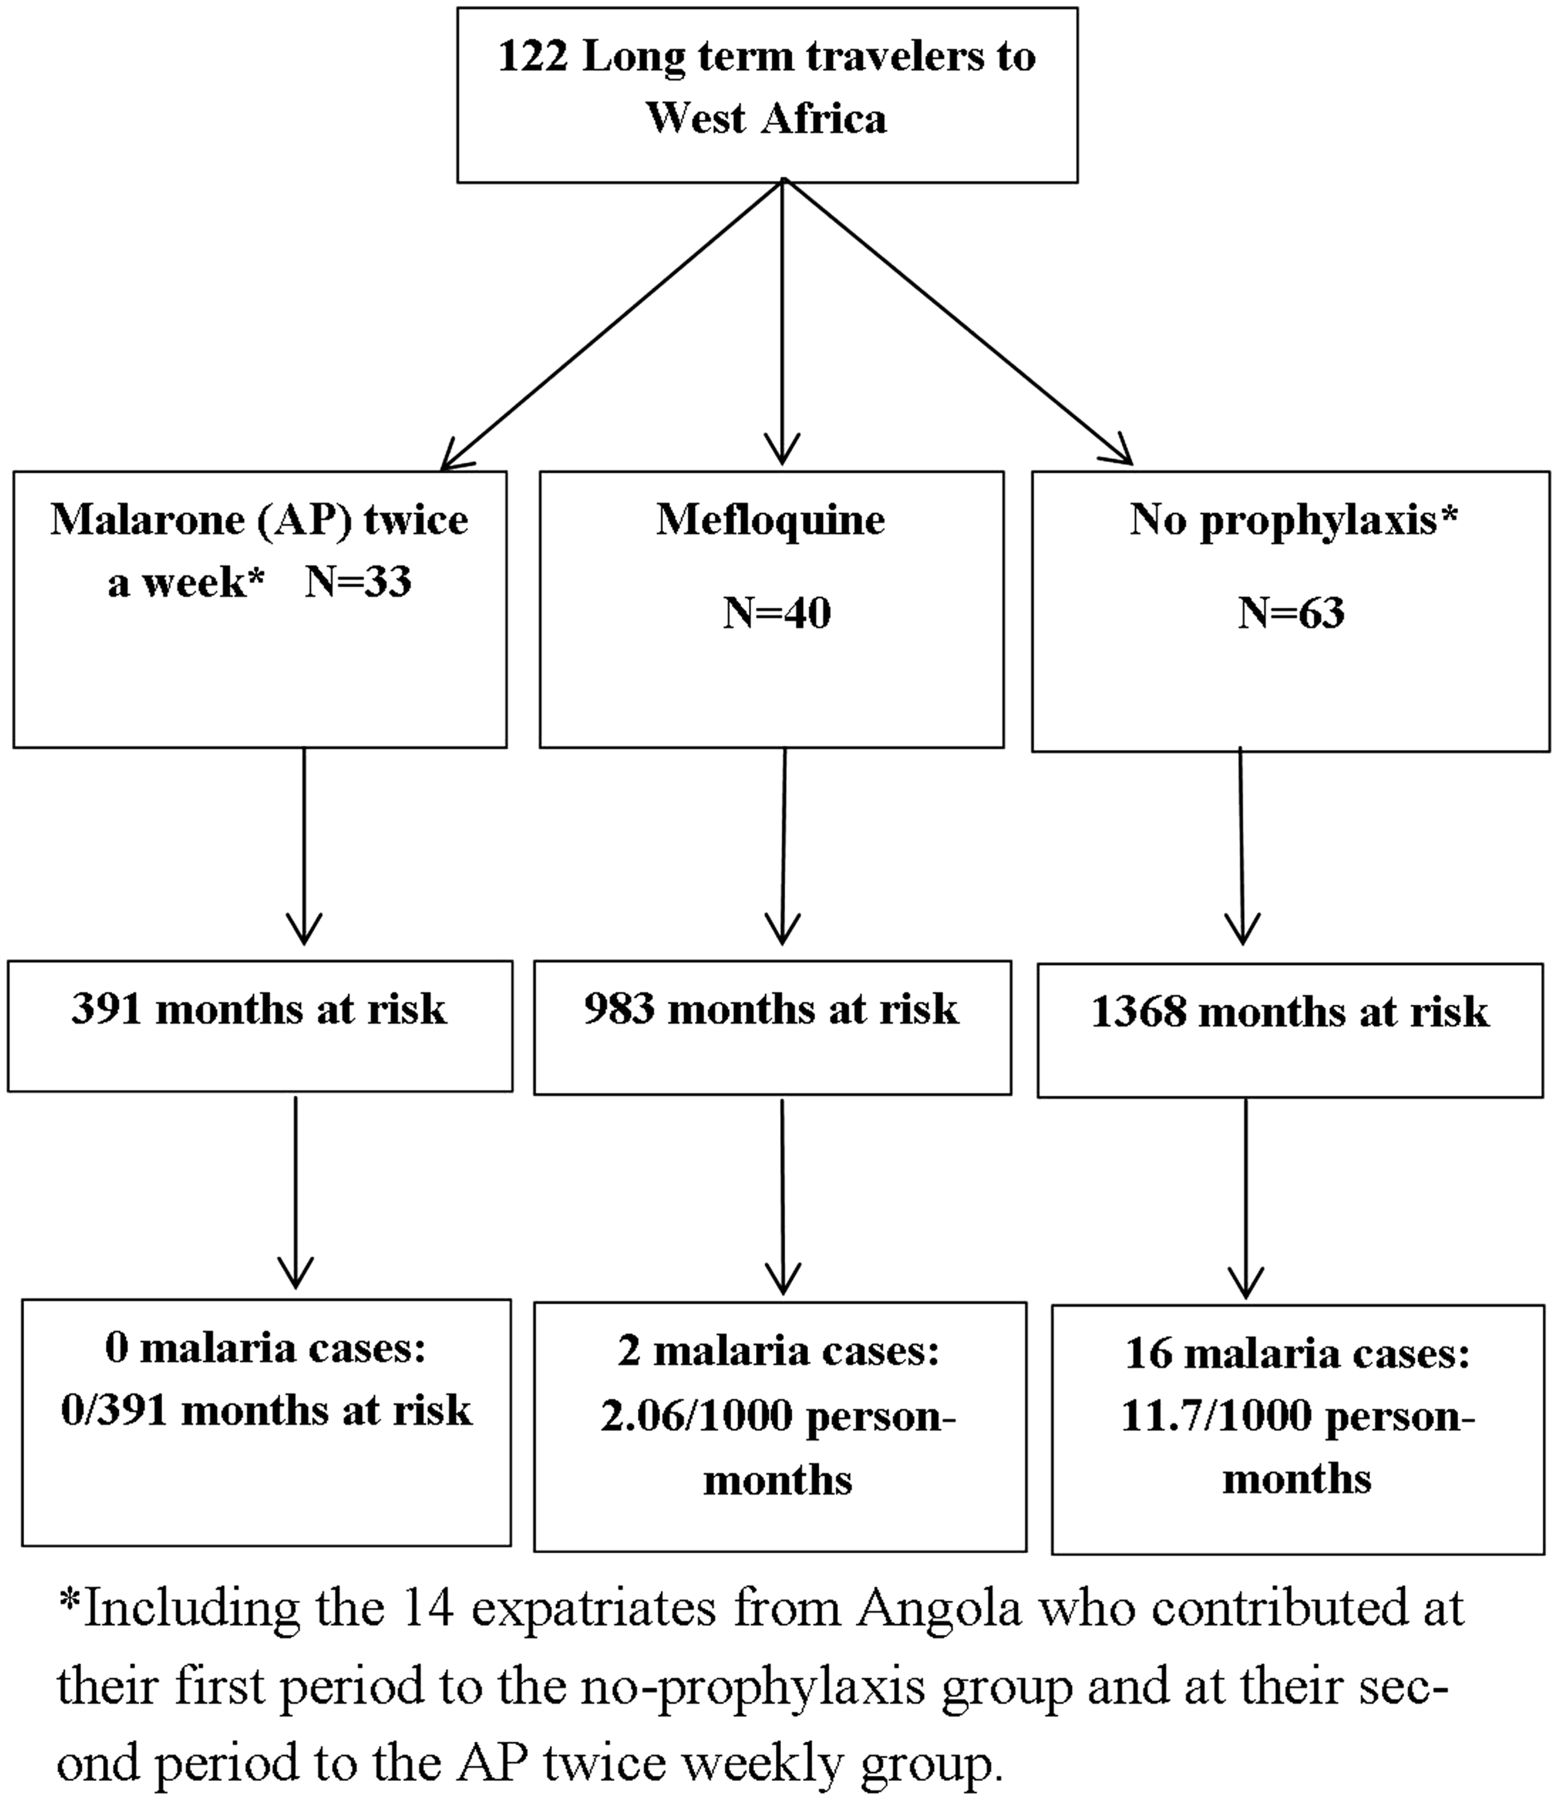 122 Long term travelers to
West Africa
Malarone (AP) twice
a week* N=33
Mefloquine
N=40
No prophylaxis*
N=63
391 months at risk
983 months at risk
1368 months at risk
0 malaria cases:
0/391 months at risk
2 malaria cases:
2.06/1000 person-
months
16 malaria cases:
11.7/1000 person-
months
*Including the 14 expatriates from Angola who contributed at
their first period to the no-prophylaxis group and at their sec-
ond period to the AP twice weekly group.